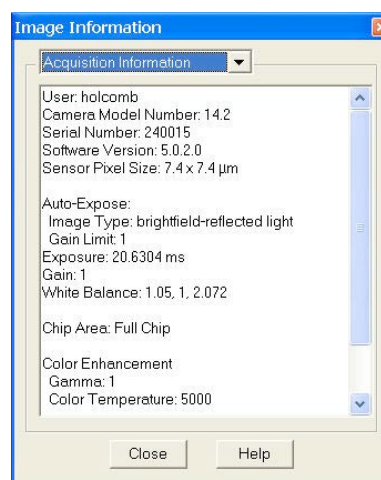 Image Information
Acquisition Information
User: holcomb
Camera Model Number: 14.2
Serial Number: 240015
Software Version: 5.0.2.0
Sensor Pixel Size: 7.4 x 7.4 µm
Auto-Expose:
Image Type: brightfield-reflected light
Gain Limit: 1
Exposure: 20.6304 ms
Gain: 1
White Balance: 1.05, 1, 2.072
Chip Area: Full Chip
Color Enhancement
Gamma: 1
Color Temperature: 5000
Close
Help